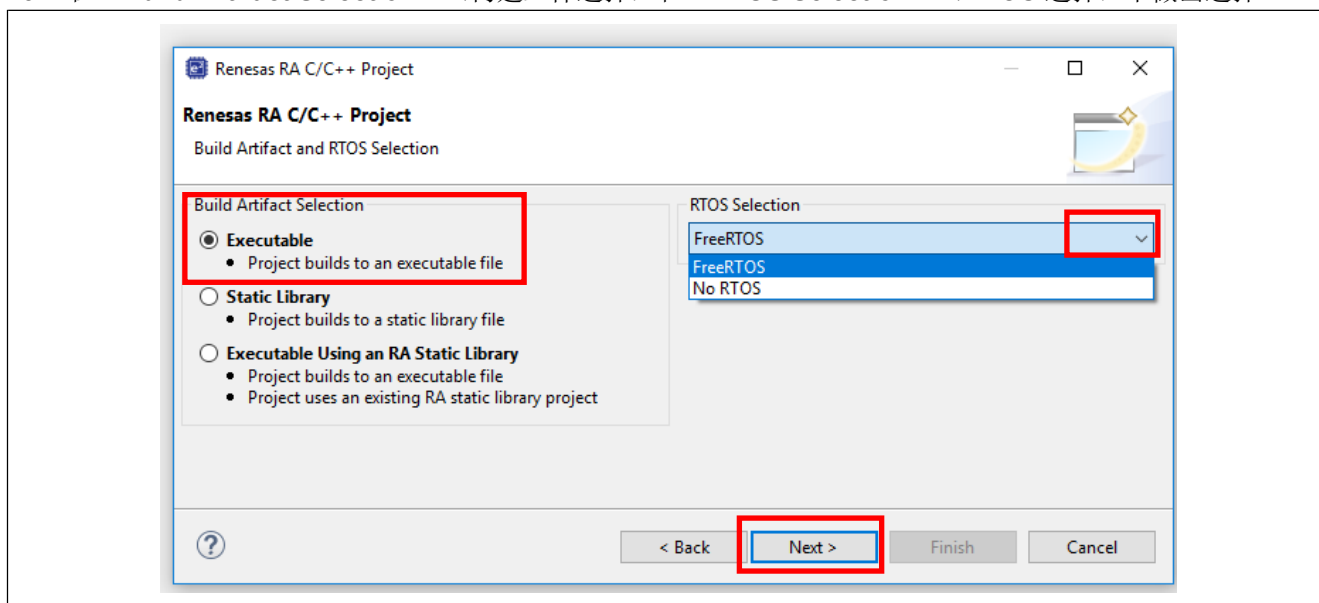 Renesas RA C/C++ Project
Renesas RA C/C++ Project
Build Artifact and RTOS Selection
Build Artifact Selection
Executable
• Project builds to an executable file
Static Library
• Project builds to a static library file
Executable Using an RA Static Library
• Project builds to an executable file
• Project uses an existing RA static library project
RTOS Selection
FreeRTOS
FreeRTOS
No RTOS
?
< Back
Next >
Finish
Cancel